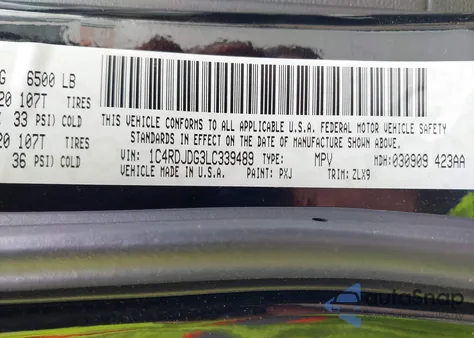 G 6500 LB
20 107T TIRES
33 PSI) COLD
20 107T TIRES
36 PSI) COLD
THIS VEHICLE CONFORMS TO ALL APPLICABLE U.S.A. FEDERAL MOTOR VEHICLE SAFETY
STANDARDS IN EFFECT ON THE DATE OF MANUFACTURE SHOWN ABOVE.
VIN: 1C4RDJDG3LC339489 TYPE: MPV MDH:030909 423AA
VEHICLE MADE IN U.S.A. PAINT: PXJ TRIM: ZLX9
autoSnap